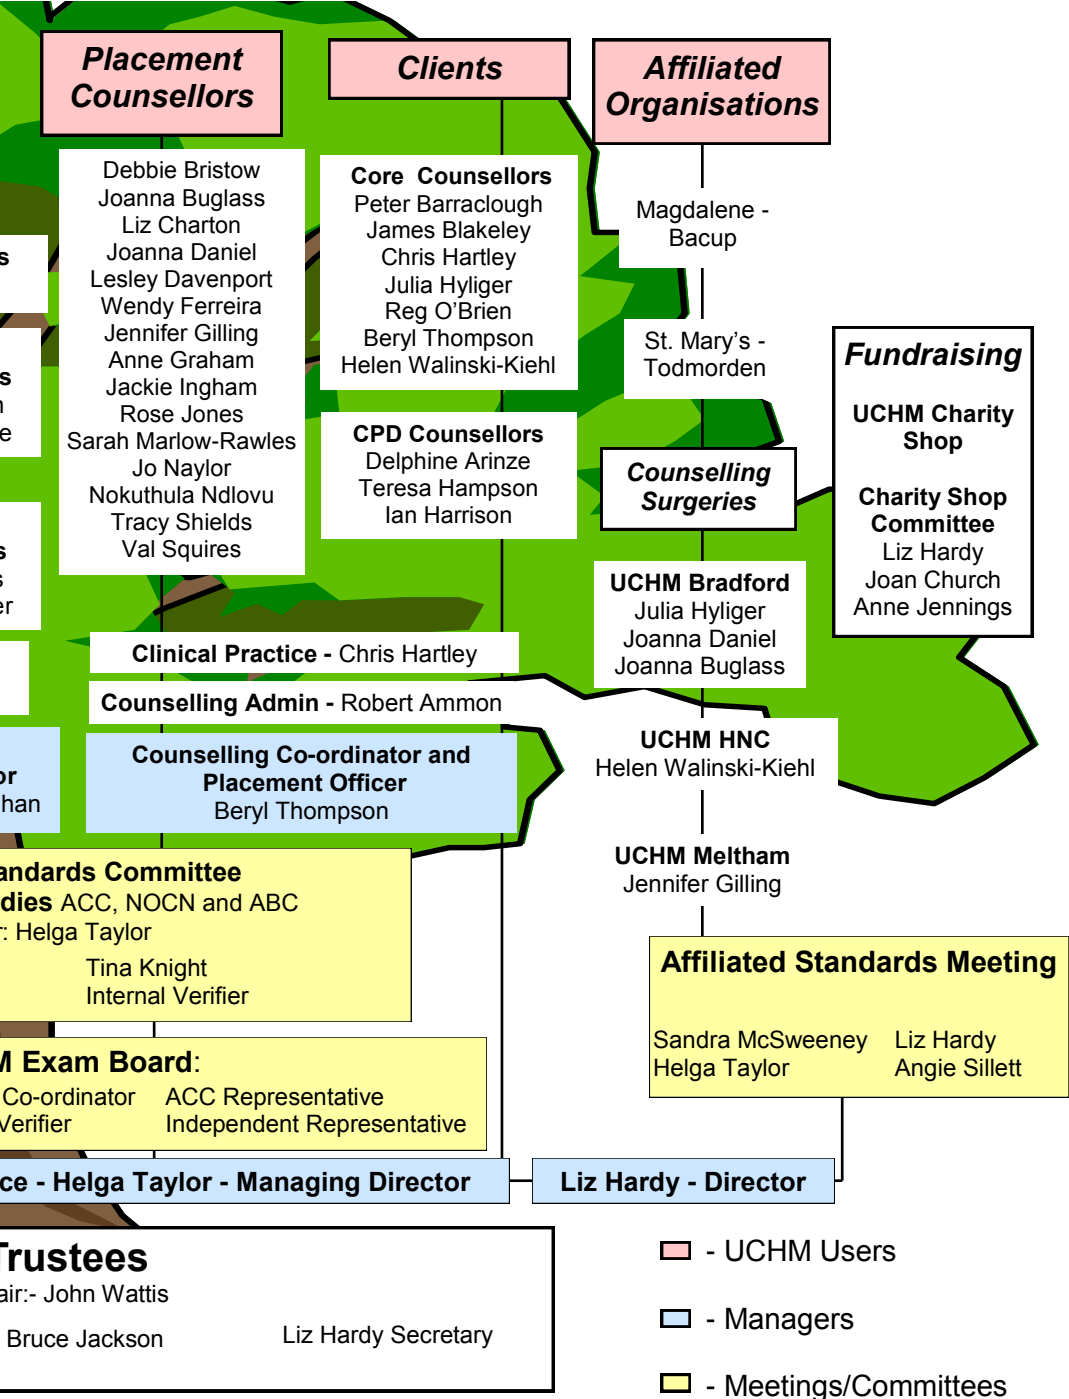 Placement
Counsellors
Debbie Bristow
Joanna Buglass
Liz Charton
Joanna Daniel
Lesley Davenport
Wendy Ferreira
Jennifer Gilling
Anne Graham
Jackie Ingham
Rose Jones
Sarah Marlow-Rawles
Jo Naylor
Nokuthula Ndlovu
Tracy Shields
Val Squires
Clients
Core Counsellors
Peter Barraclough
James Blakeley
Chris Hartley
Julia Hyliger
Reg O'Brien
Beryl Thompson
Helen Walinski-Kiehl
CPD Counsellors
Delphine Arinze
Teresa Hampson
Ian Harrison
Affiliated
Organisations
Magdalene -
Bacup
St. Mary's -
Todmorden
Counselling
Surgeries
UCHM Bradford
Julia Hyliger
Joanna Daniel
Joanna Buglass
UCHM HNC
Helen Walinski-Kiehl
UCHM Meltham
Jennifer Gilling
Fundraising
UCHM Charity
Shop
Charity Shop
Committee
Liz Hardy
Joan Church
Anne Jennings
s
s
n
e
s
s
er
Clinical Practice - Chris Hartley
Counselling Admin - Robert Ammon
or
han
Counselling Co-ordinator and
Placement Officer
Beryl Thompson
andards Committee
dies ACC, NOCN and ABC
r: Helga Taylor
Tina Knight
Internal Verifier
Affiliated Standards Meeting
Sandra McSweeney Liz Hardy
Helga Taylor Angie Sillett
M Exam Board:
Co-ordinator ACC Representative
Verifier Independent Representative
ce - Helga Taylor - Managing Director
Liz Hardy - Director
Trustees
air:- John Wattis
Bruce Jackson Liz Hardy Secretary
- UCHM Users
- Managers
- Meetings/Committees